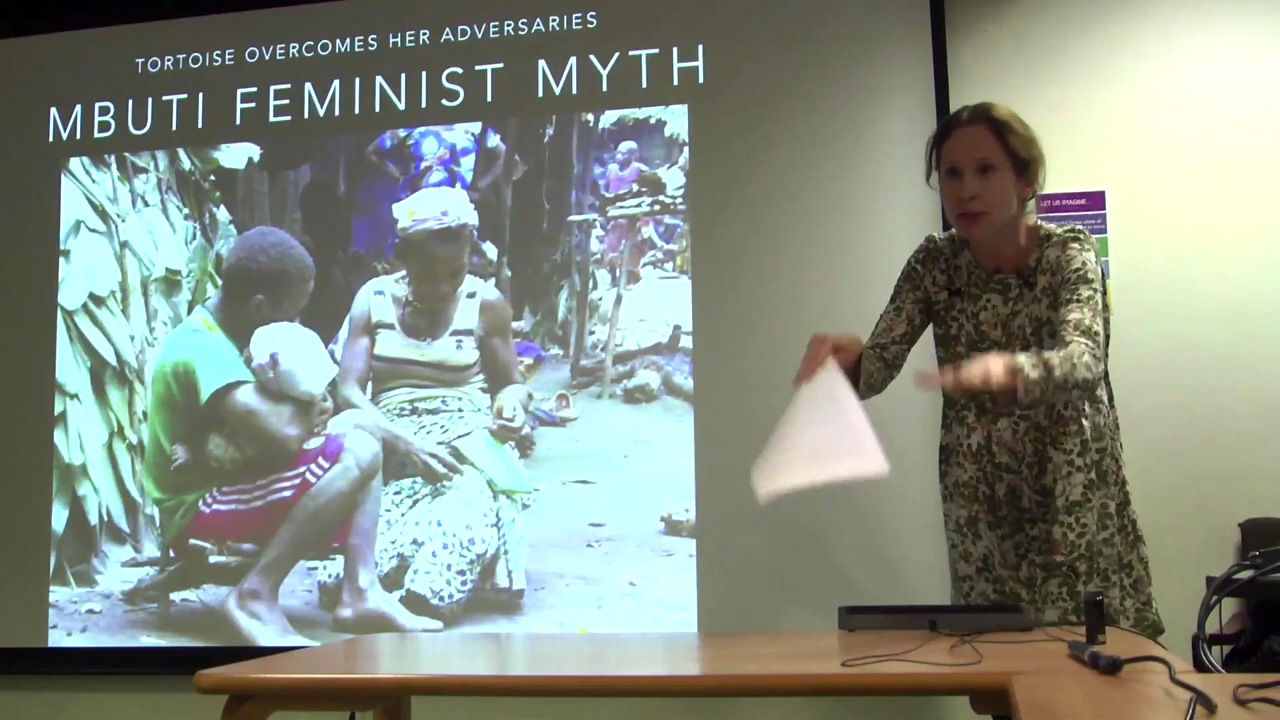 TORTOISE OVERCOMES HER ADVERSARIES
MBUTI FEMINIST MYTH
LET US IMAGINE...